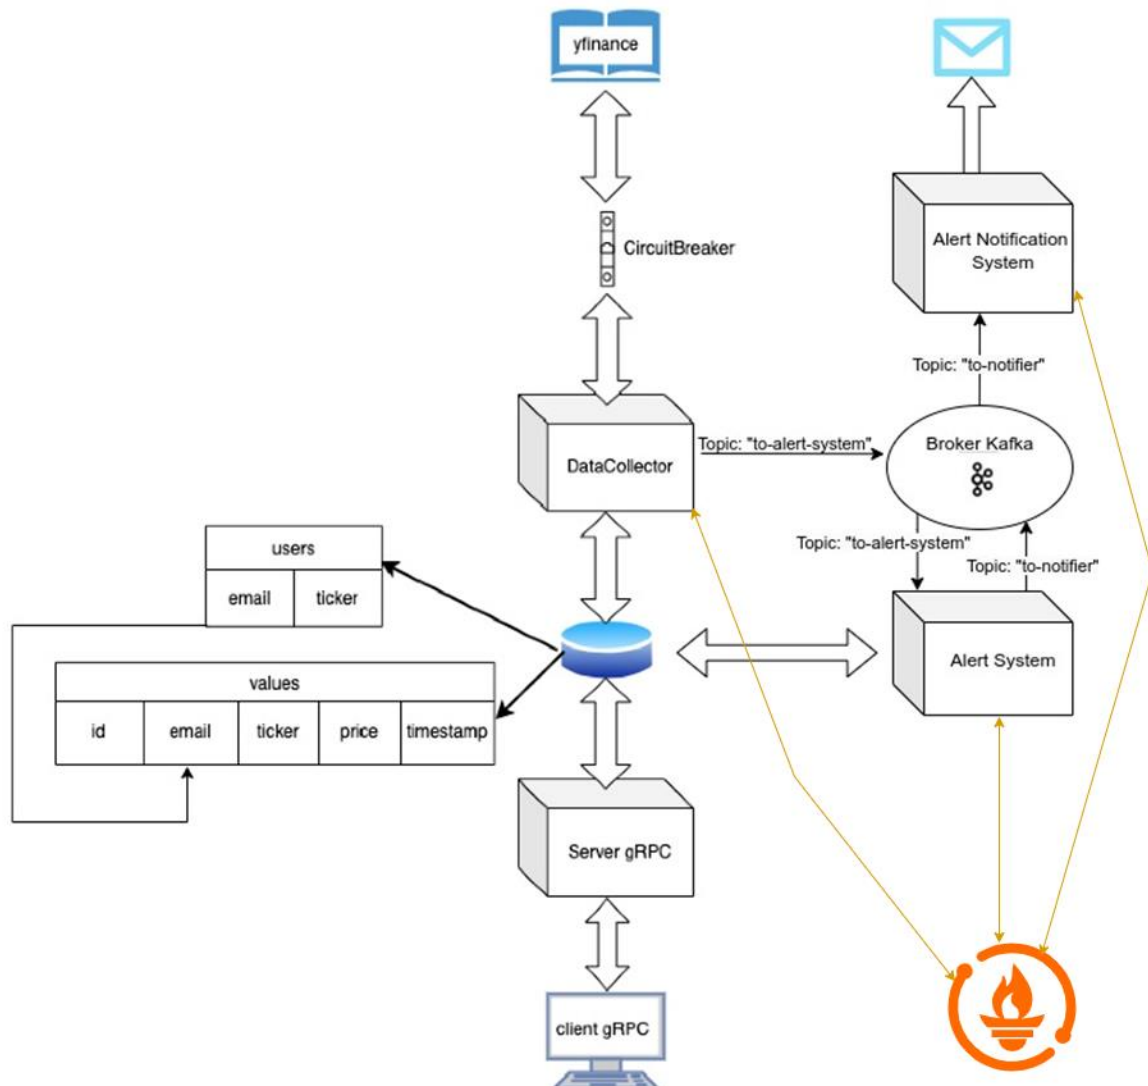 yfinance
CircuitBreaker
Alert Notification
System
Topic: "to-notifier"
DataCollector
Topic: "to-alert-system"
Broker Kafka
Topic: "to-alert-system"
Topic: "to-notifier"
users
email
ticker
values
id
email
ticker
price
timestamp
Alert System
Server gRPC
client gRPC